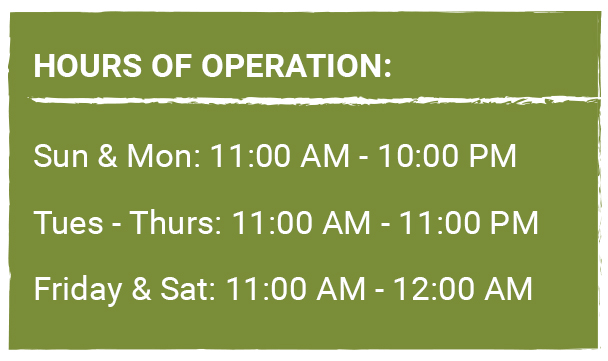 HOURS OF OPERATION:
Sun & Mon: 11:00 AM - 10:00 PM
Tues - Thurs: 11:00 AM - 11:00 PM
Friday & Sat: 11:00 AM - 12:00 AM